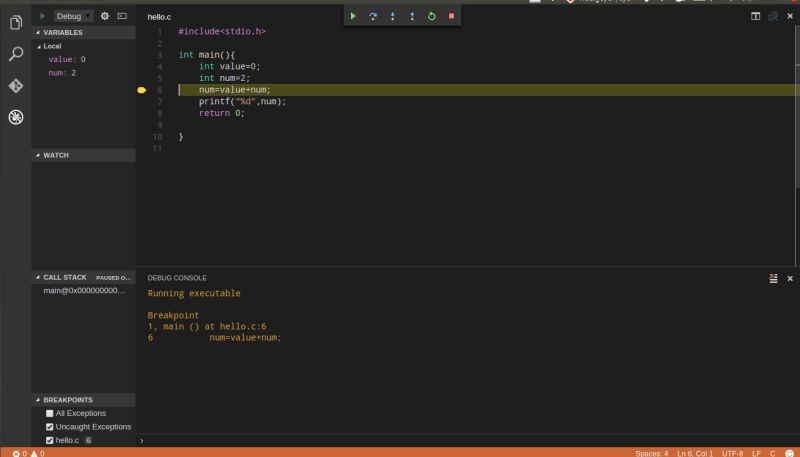 Debug
hello.c
VARIABLES
Local
value: 0
num: 2
WATCH
CALL STACK PAUSED O...
main@0x000000000...
BREAKPOINTS
All Exceptions
Uncaught Exceptions
hello.c 6
1 #include<stdio.h>
2
3 int main(){
4 int value=0;
5 int num=2;
6 num=value+num;
7 printf("%d",num);
8 return 0;
9
10 }
11
DEBUG CONSOLE
Running executable
Breakpoint
1, main () at hello.c:6
6 num=value+num;
›
0 0
Spaces: 4 Ln 6, Col 1 UTF-8 LF C